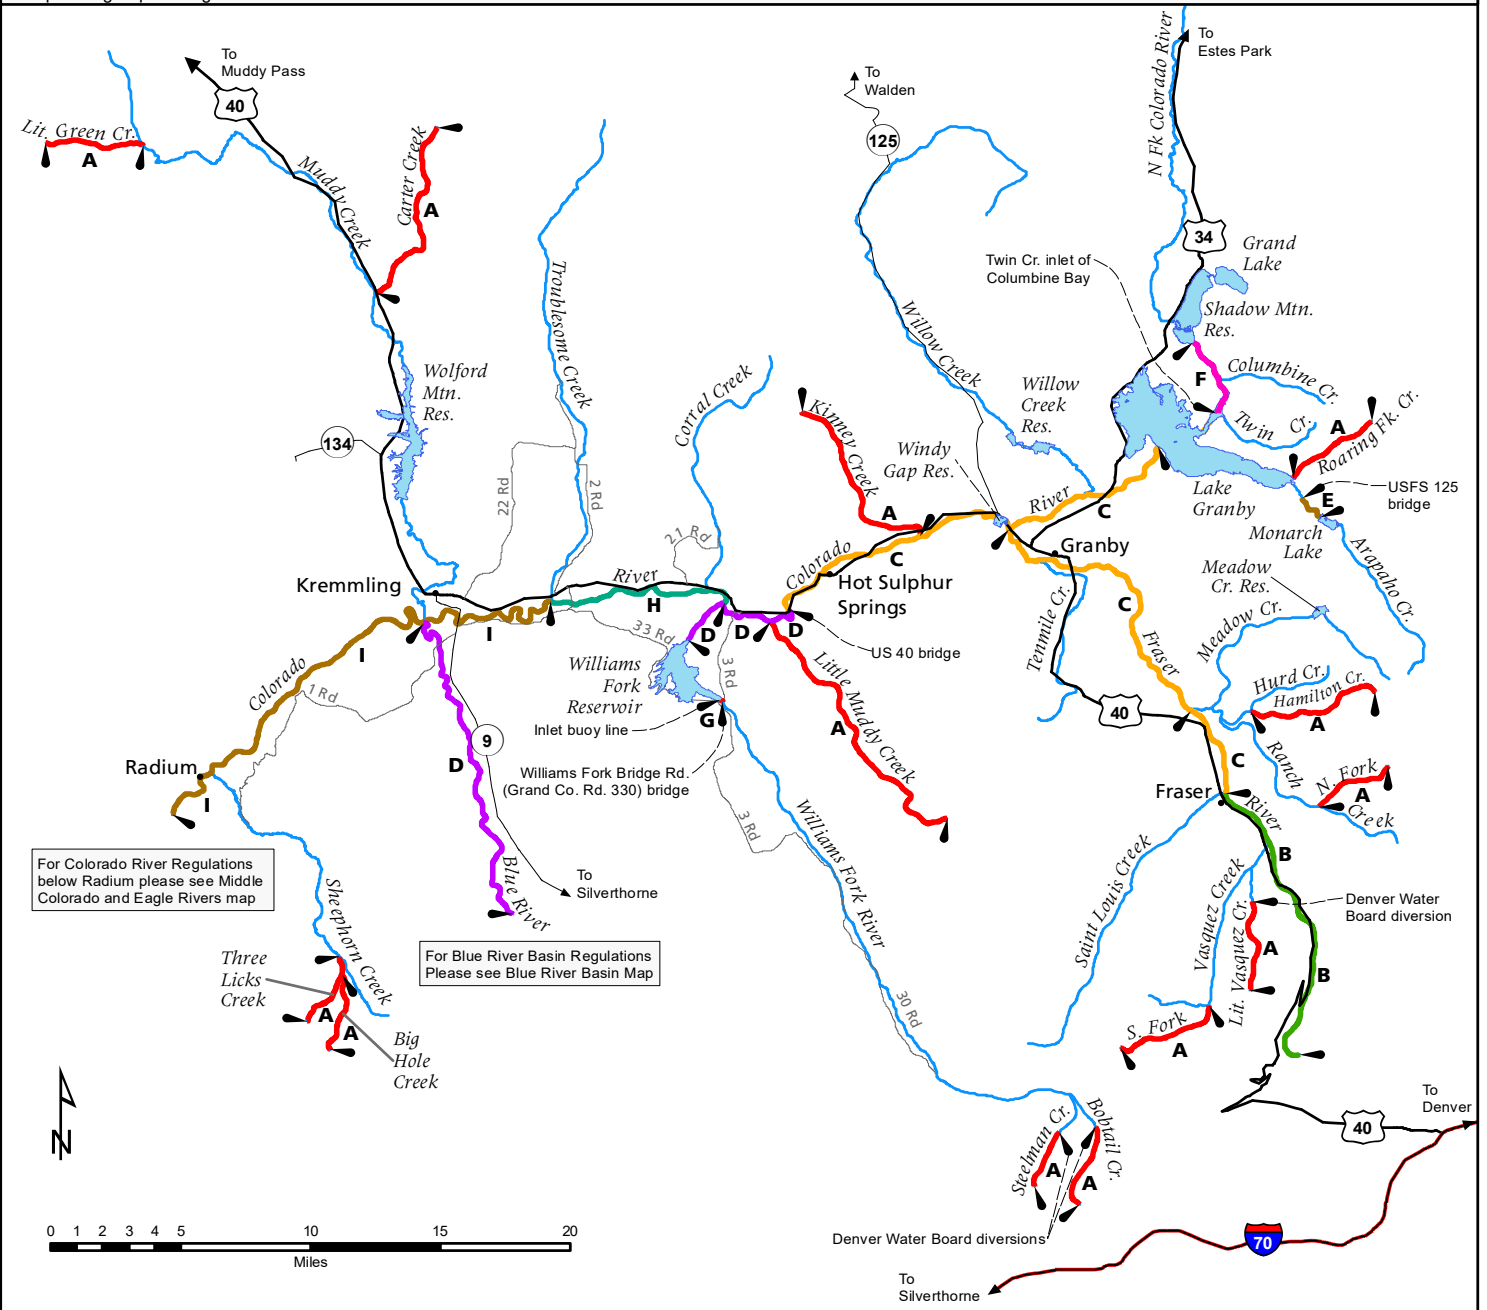 To
Muddy Pass
40
Lit. Green Cr.
A
Muddy Creek
Carter Creek
A
To
Walden
125
N Fk Colorado River
To
Estes Park
34
Grand
Lake
Twin Cr. inlet of
Columbine Bay
Shadow Mtn.
Res.
Troublesome Creek
Willow Creek
Wolford
Mtn.
Res.
Corral Creek
Willow
Creek
Res.
F
Columbine Cr.
Twin Cr.
A
Roaring Fk. Cr.
Kinney Creek
A
Windy
Gap Res.
134
22 Rd
2 Rd
21 Rd
River
C
Lake
Granby
USFS 125
bridge
E
Monarch
Lake
Arapaho Cr.
Granby
Colorado
C
Hot Sulphur
Springs
Meadow
Cr. Res.
Meadow Cr.
Kremmling
River
H
I
I
33 Rd
D
D
D
US 40 bridge
3 Rd
Tenmile Cr.
C
Fraser
Hurd Cr.
Hamilton Cr.
A
Williams
Fork
Reservoir
Inlet buoy line
G
Little Muddy Creek
A
Colorado
1 Rd
9
D
Radium
I
Williams Fork Bridge Rd.
(Grand Co. Rd. 330) bridge
3 Rd
Williams Fork River
40
C
Ranch
Creek
N. Fork
A
Fraser
River
B
For Colorado River Regulations
below Radium please see Middle
Colorado and Eagle Rivers map
Sheephorn Creek
Blue River
To
Silverthorne
Saint Louis Creek
Vasquez Creek
Lit. Vasquez Cr.
A
Denver Water
Board diversion
B
For Blue River Basin Regulations
Please see Blue River Basin Map
Three
Licks
Creek
A
A
Big
Hole
Creek
30 Rd
S. Fork
A
N
Steelman Cr.
A
Bobtail Cr.
A
To
Denver
40
Denver Water Board diversions
70
To
Silverthorne
0 1 2 3 4 5 10 15 20
Miles